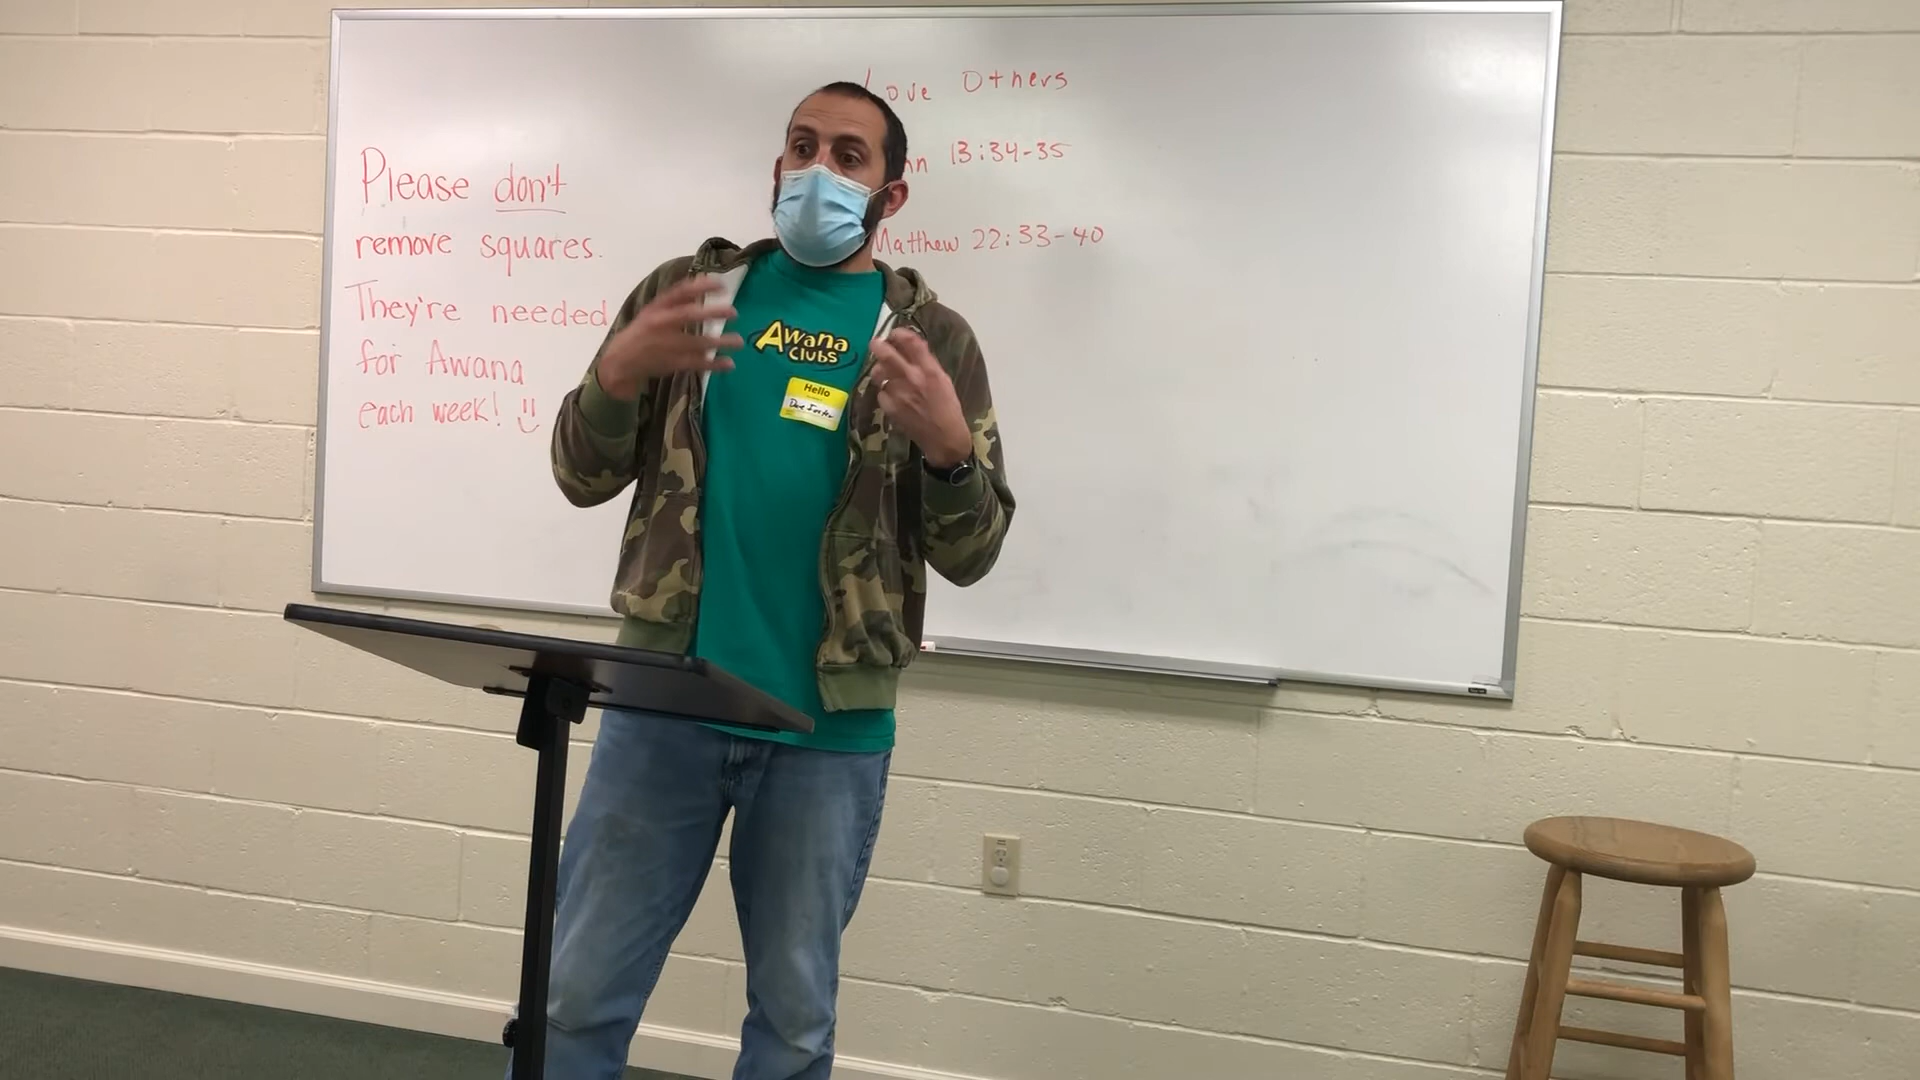 Love Others
13:34-35
Matthew 22:33-40
Please don't
remove squares.
They're needed
for Awana
each week!
Awana
Clubs
Hello